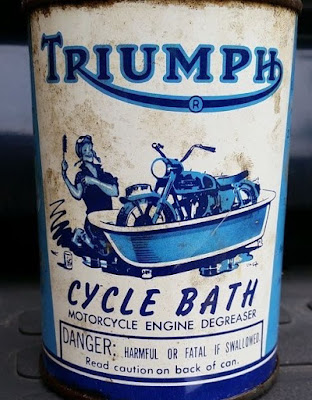 TRIUMPH
®
CYCLE BATH
MOTORCYCLE ENGINE DEGREASER
DANGER: HARMFUL OR FATAL IF SWALLOWED.
Read caution on back of can.